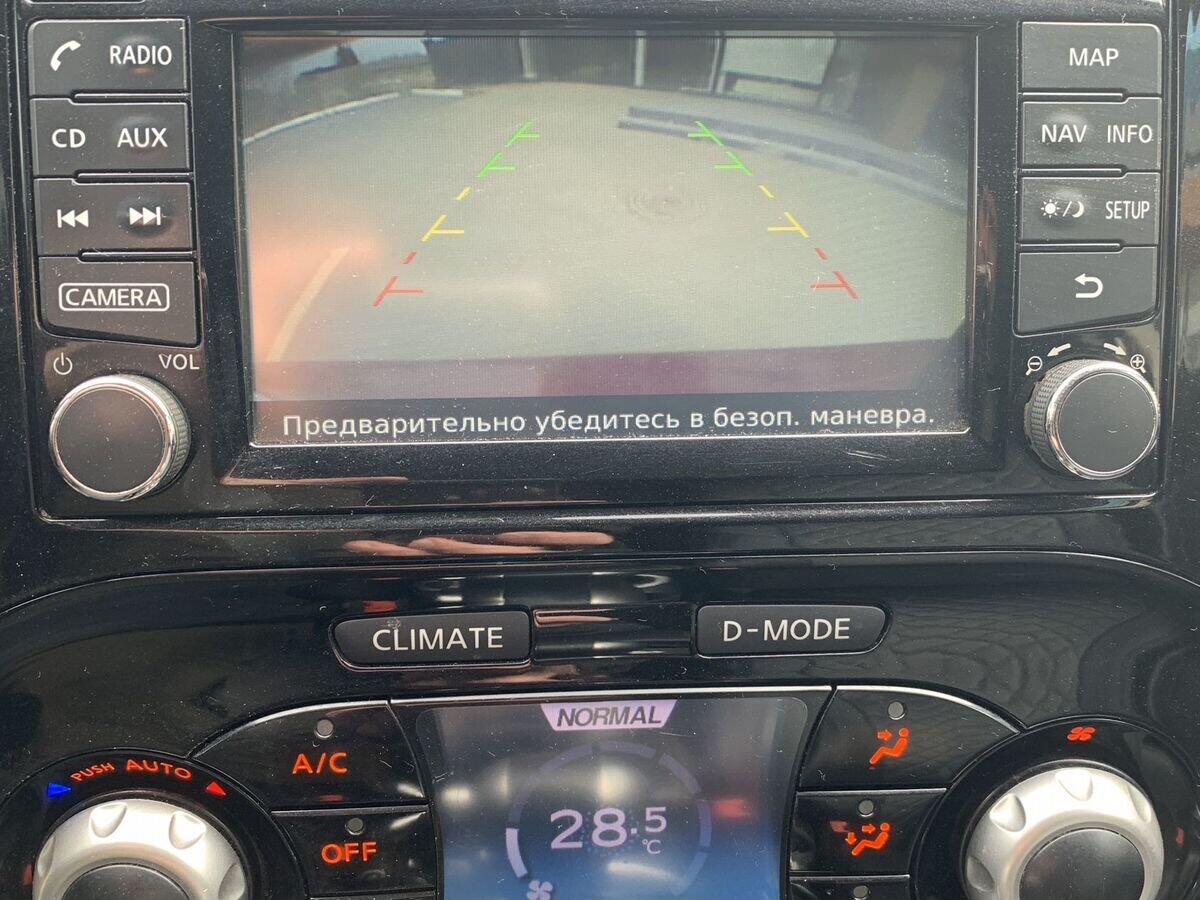 RADIO
CD AUX
CAMERA
VOL
MAP
NAV INFO
SETUP
Предварительно убедитесь в безоп. маневра.
CLIMATE
D-MODE
NORMAL
A/C
PUSH AUTO
OFF
28.5 °C